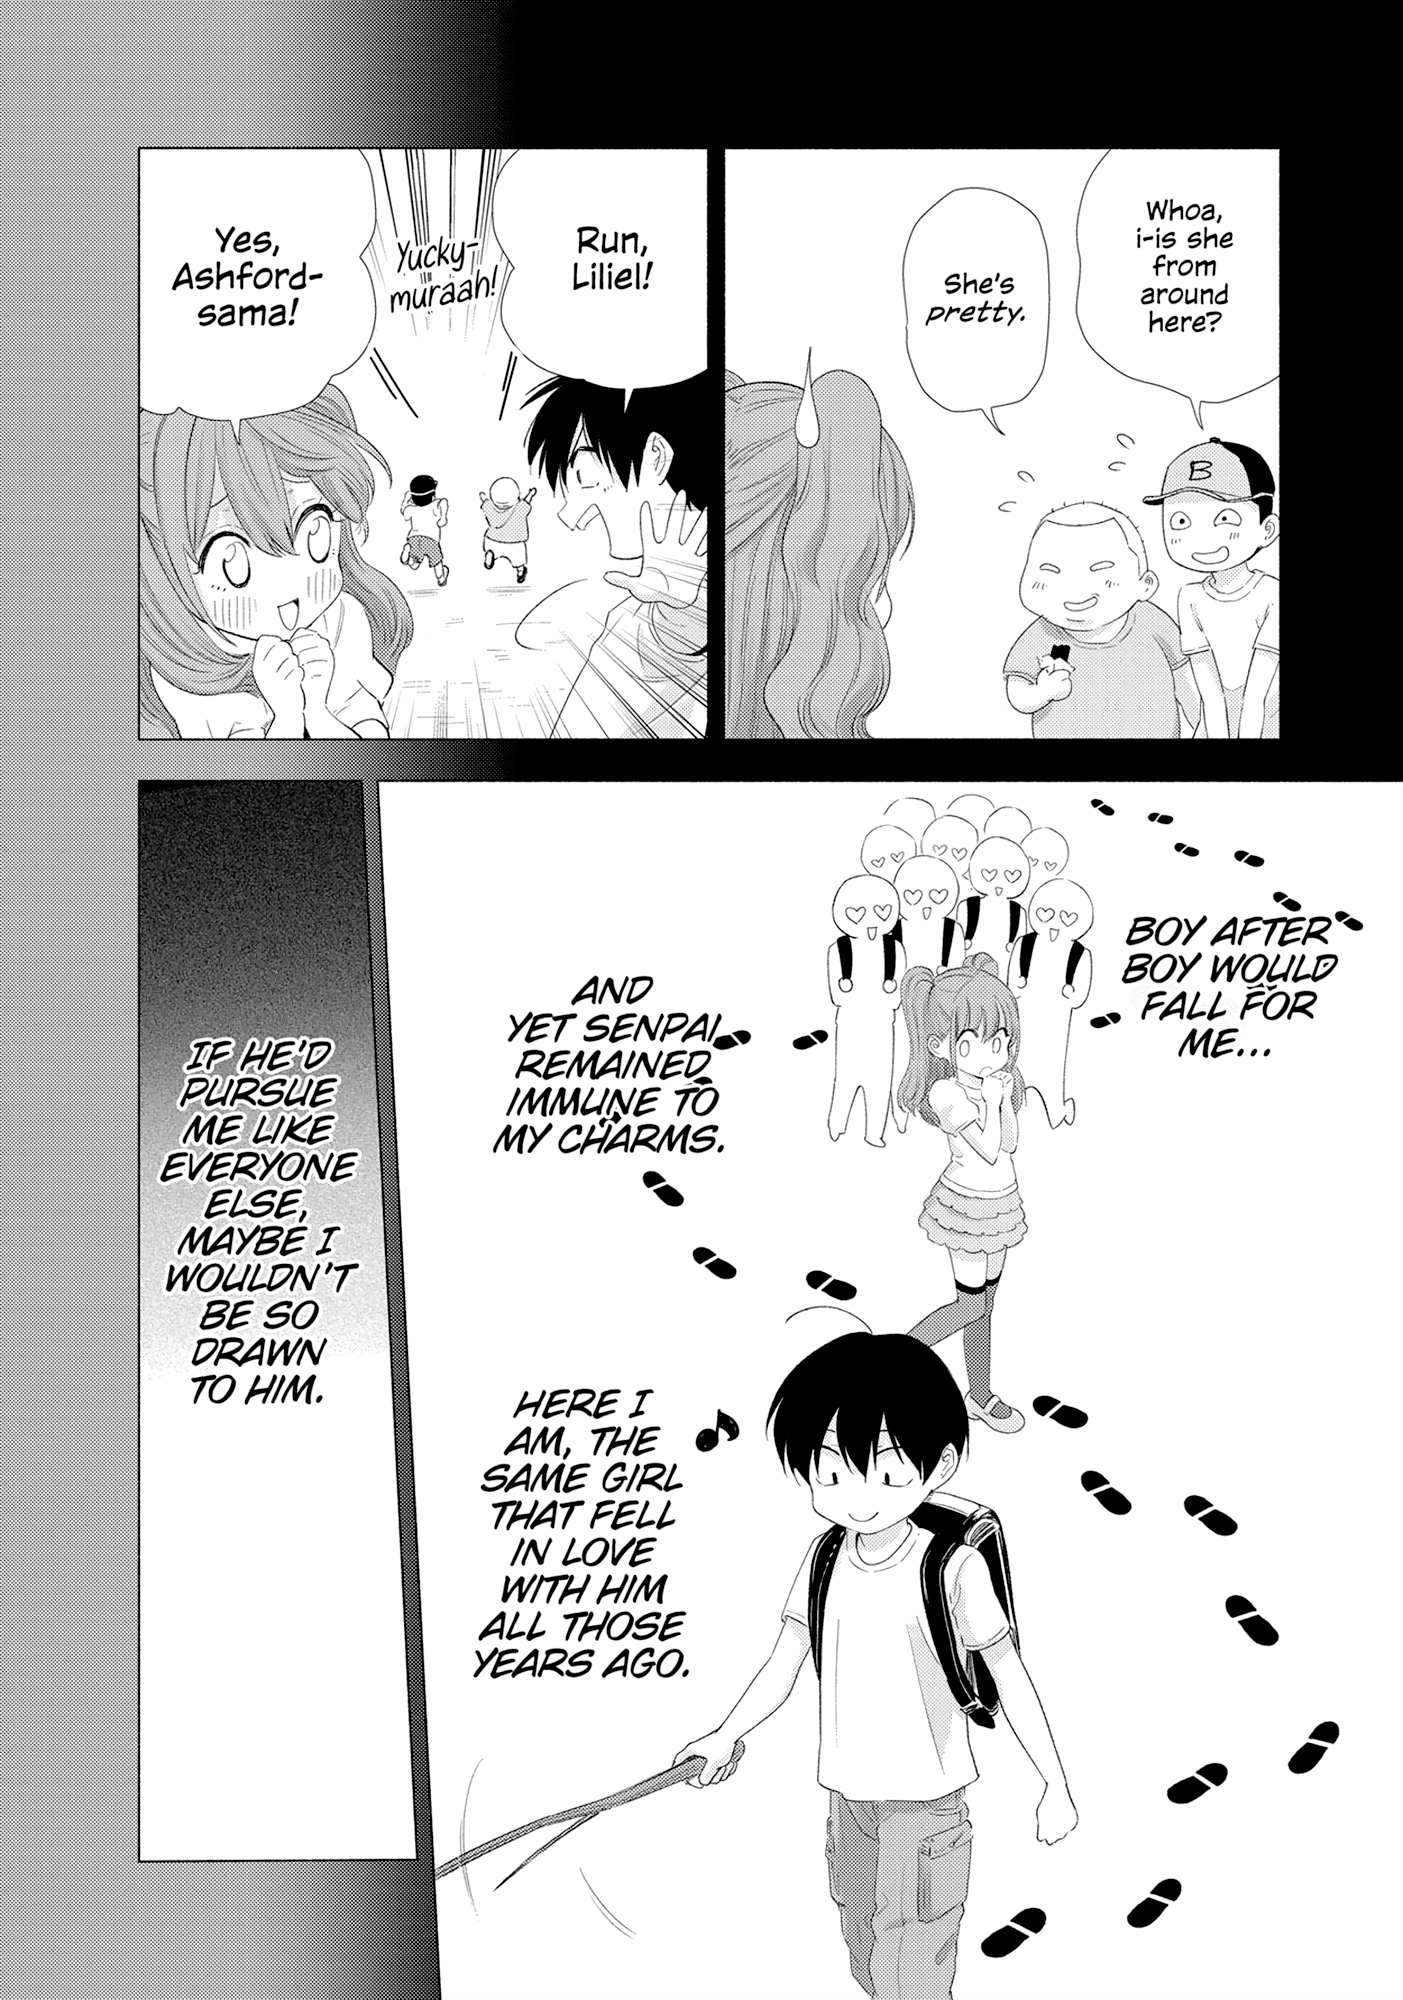 Whoa,
i-is she
from
around
here?
She's
pretty.
B
Run,
Liliel!
Yucky-
muraah!
Yes,
Ashford-
sama!
BOY AFTER
BOY WOULD
FALL FOR
ME...
AND
YET SENPAI
REMAINED
IMMUNE TO
MY CHARMS.
HERE I
AM, THE
SAME GIRL
THAT FELL
IN LOVE
WITH HIM
ALL THOSE
YEARS AGO.
IF HE'D
PURSUE
ME LIKE
EVERYONE
ELSE,
MAYBE I
WOULDN'T
BE SO
DRAWN
TO HIM.